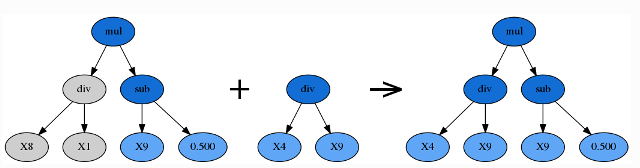 mul
mul
div
sub
+
div
→
div
sub
X8
X1
X9
0.500
X4
X9
X4
X9
X9
0.500